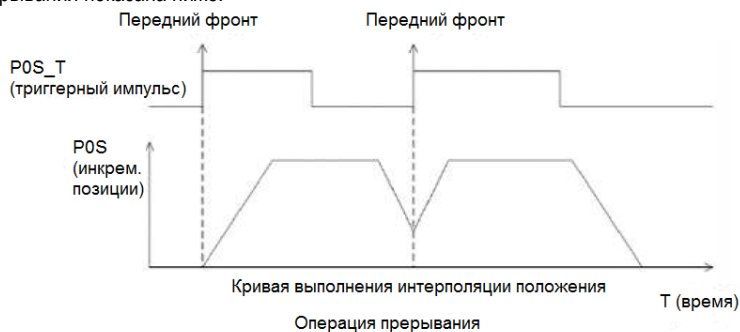 Передний фронт
Передний фронт
P0S_T
(триггерный импульс)
P0S
(инкрем.
позиции)
Кривая выполнения интерполяции положения
T (время)
Операция прерывания